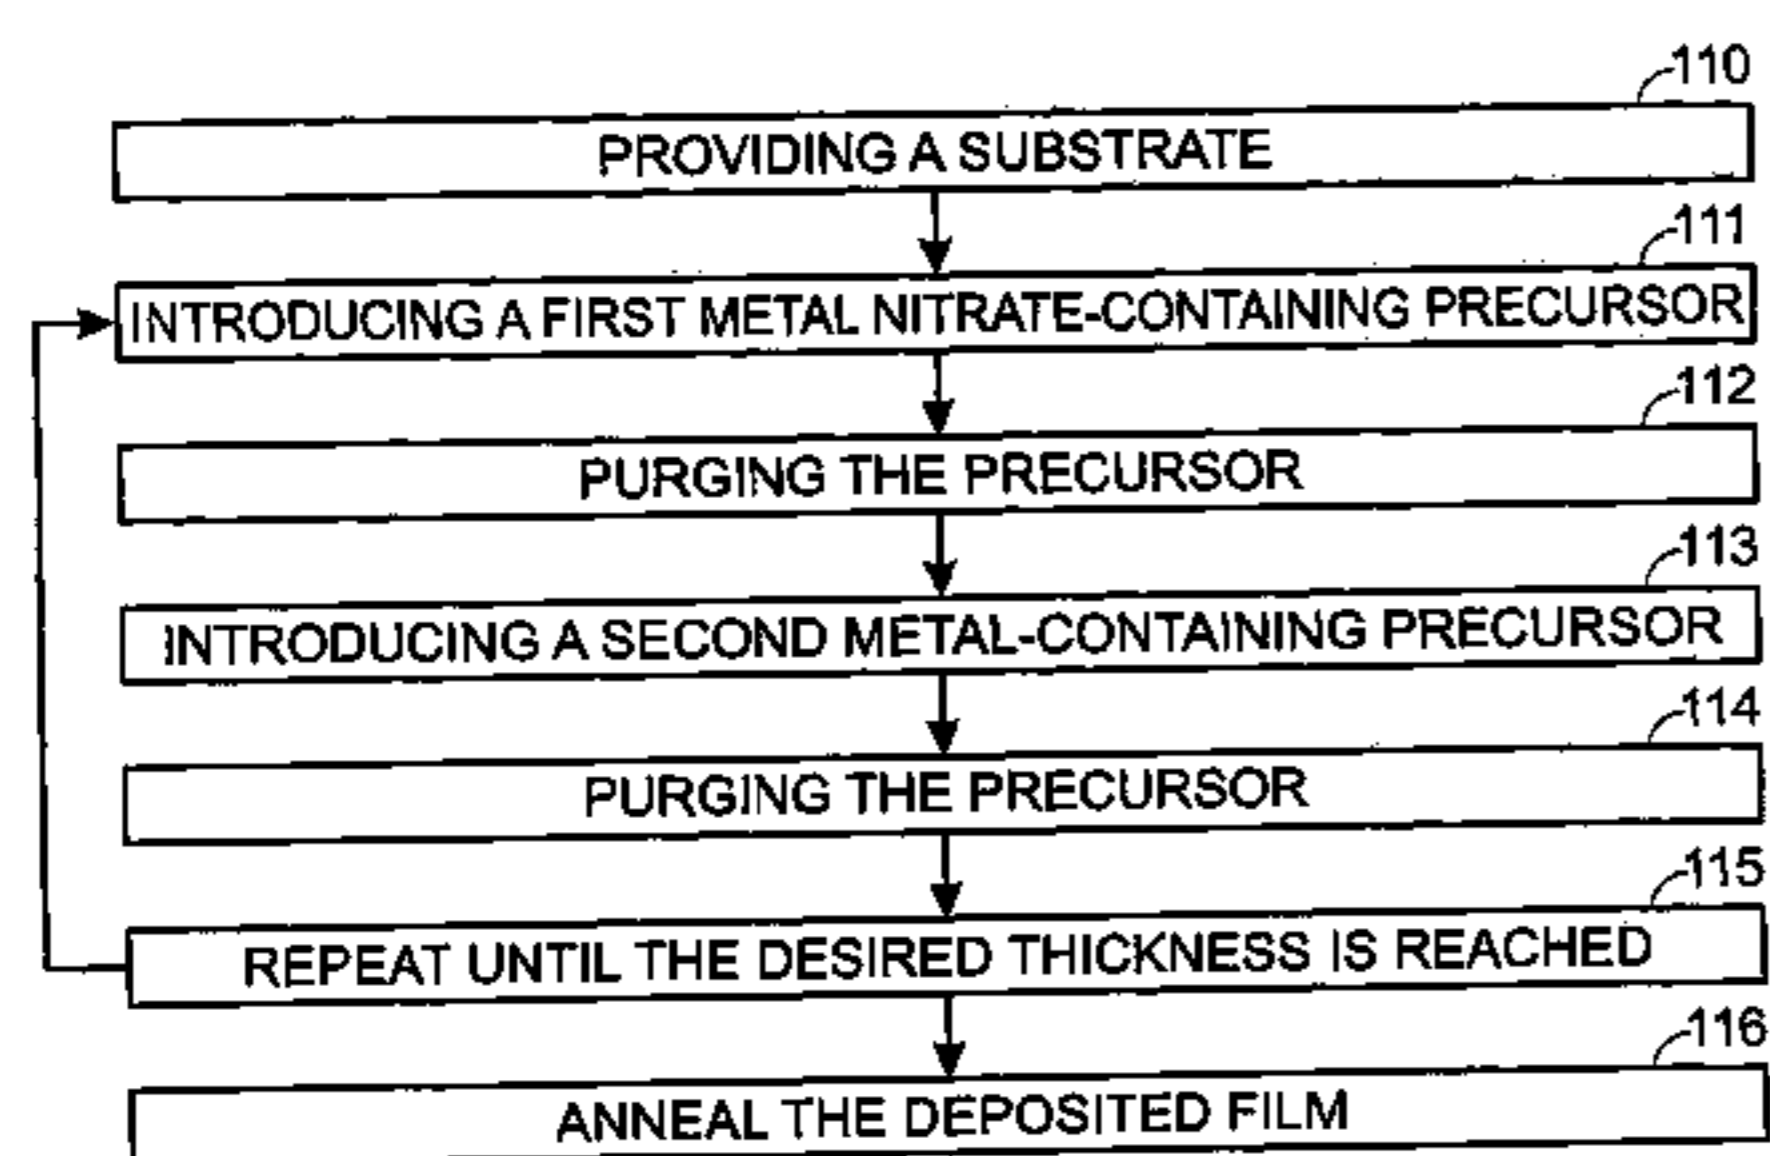 110
PROVIDING A SUBSTRATE
111
INTRODUCING A FIRST METAL NITRATE-CONTAINING PRECURSOR
112
PURGING THE PRECURSOR
113
INTRODUCING A SECOND METAL-CONTAINING PRECURSOR
114
PURGING THE PRECURSOR
115
REPEAT UNTIL THE DESIRED THICKNESS IS REACHED
116
ANNEAL THE DEPOSITED FILM